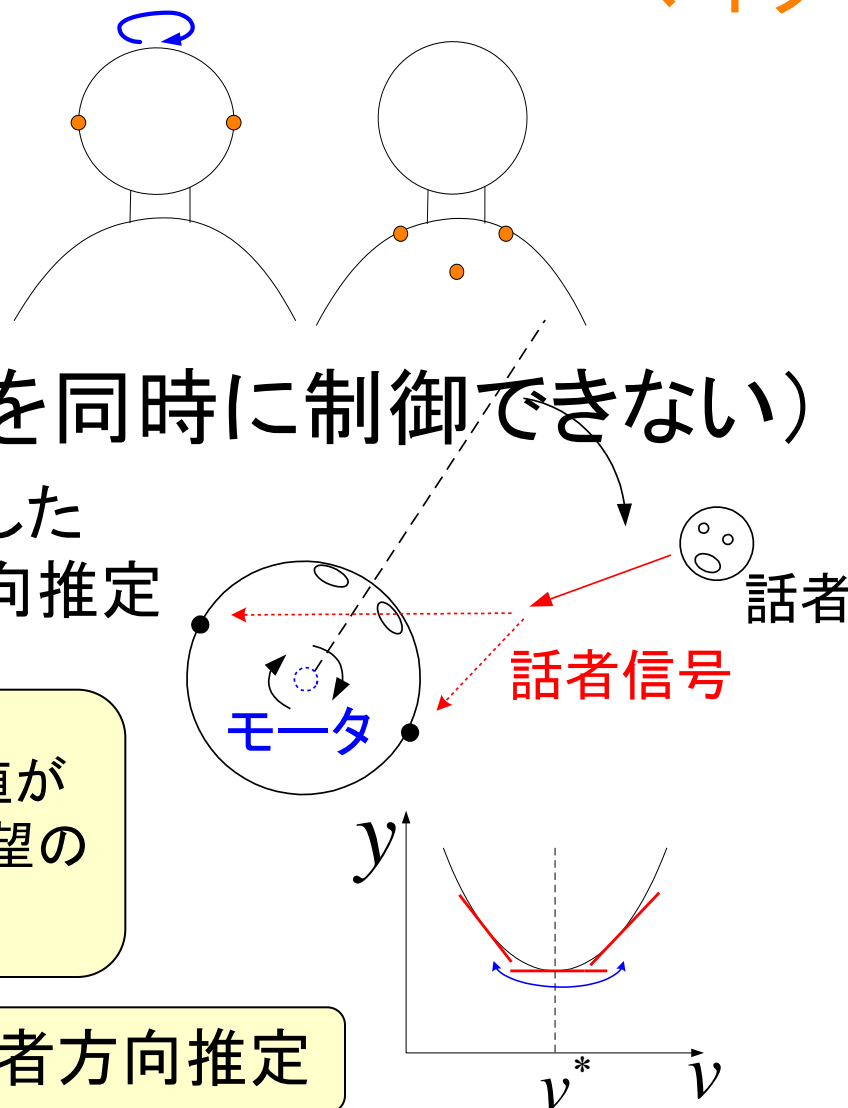 を同時に制御できない）
した
向推定
話者
話者信号
モータ
値が
望の
y
v*
v
者方向推定